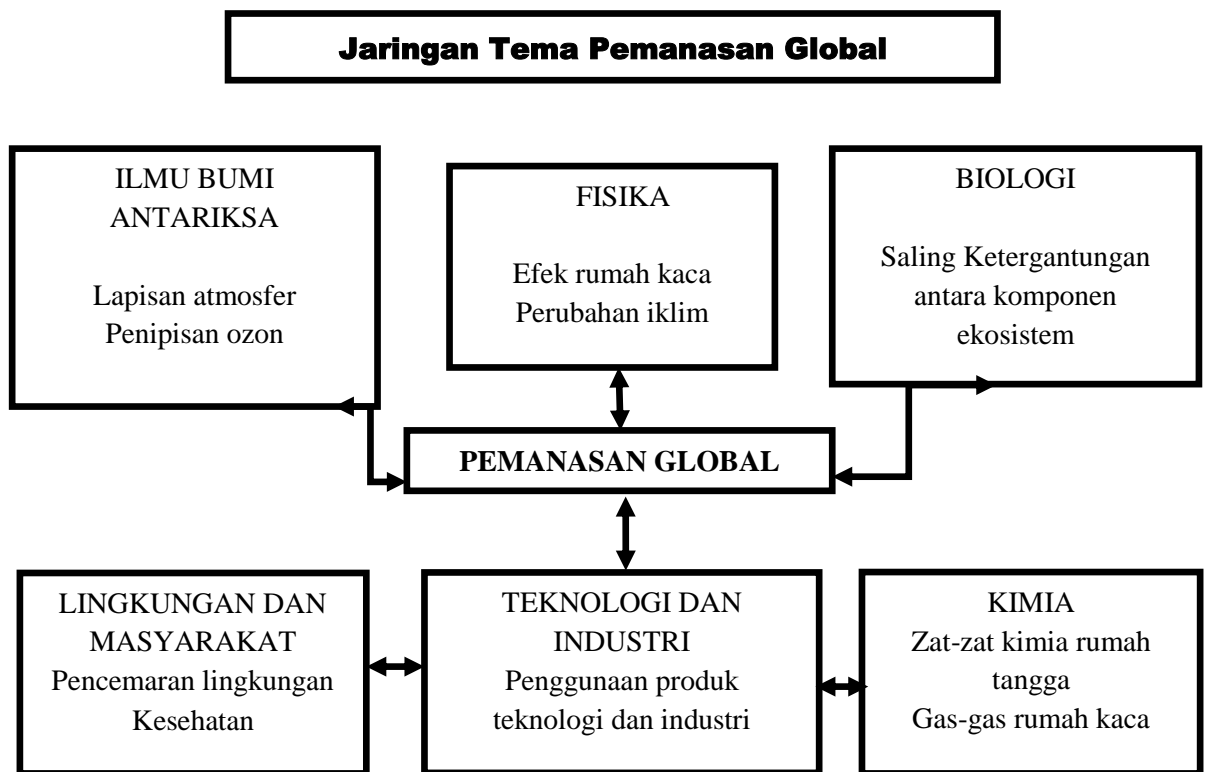 Jaringan Tema Pemanasan Global
ILMU BUMI
ANTARIKSA
Lapisan atmosfer
Penipisan ozon
FISIKA
Efek rumah kaca
Perubahan iklim
BIOLOGI
Saling Ketergantungan
antara komponen
ekosistem
PEMANASAN GLOBAL
LINGKUNGAN DAN
MASYARAKAT
Pencemaran lingkungan
Kesehatan
TEKNOLOGI DAN
INDUSTRI
Penggunaan produk
teknologi dan industri
KIMIA
Zat-zat kimia rumah
tangga
Gas-gas rumah kaca